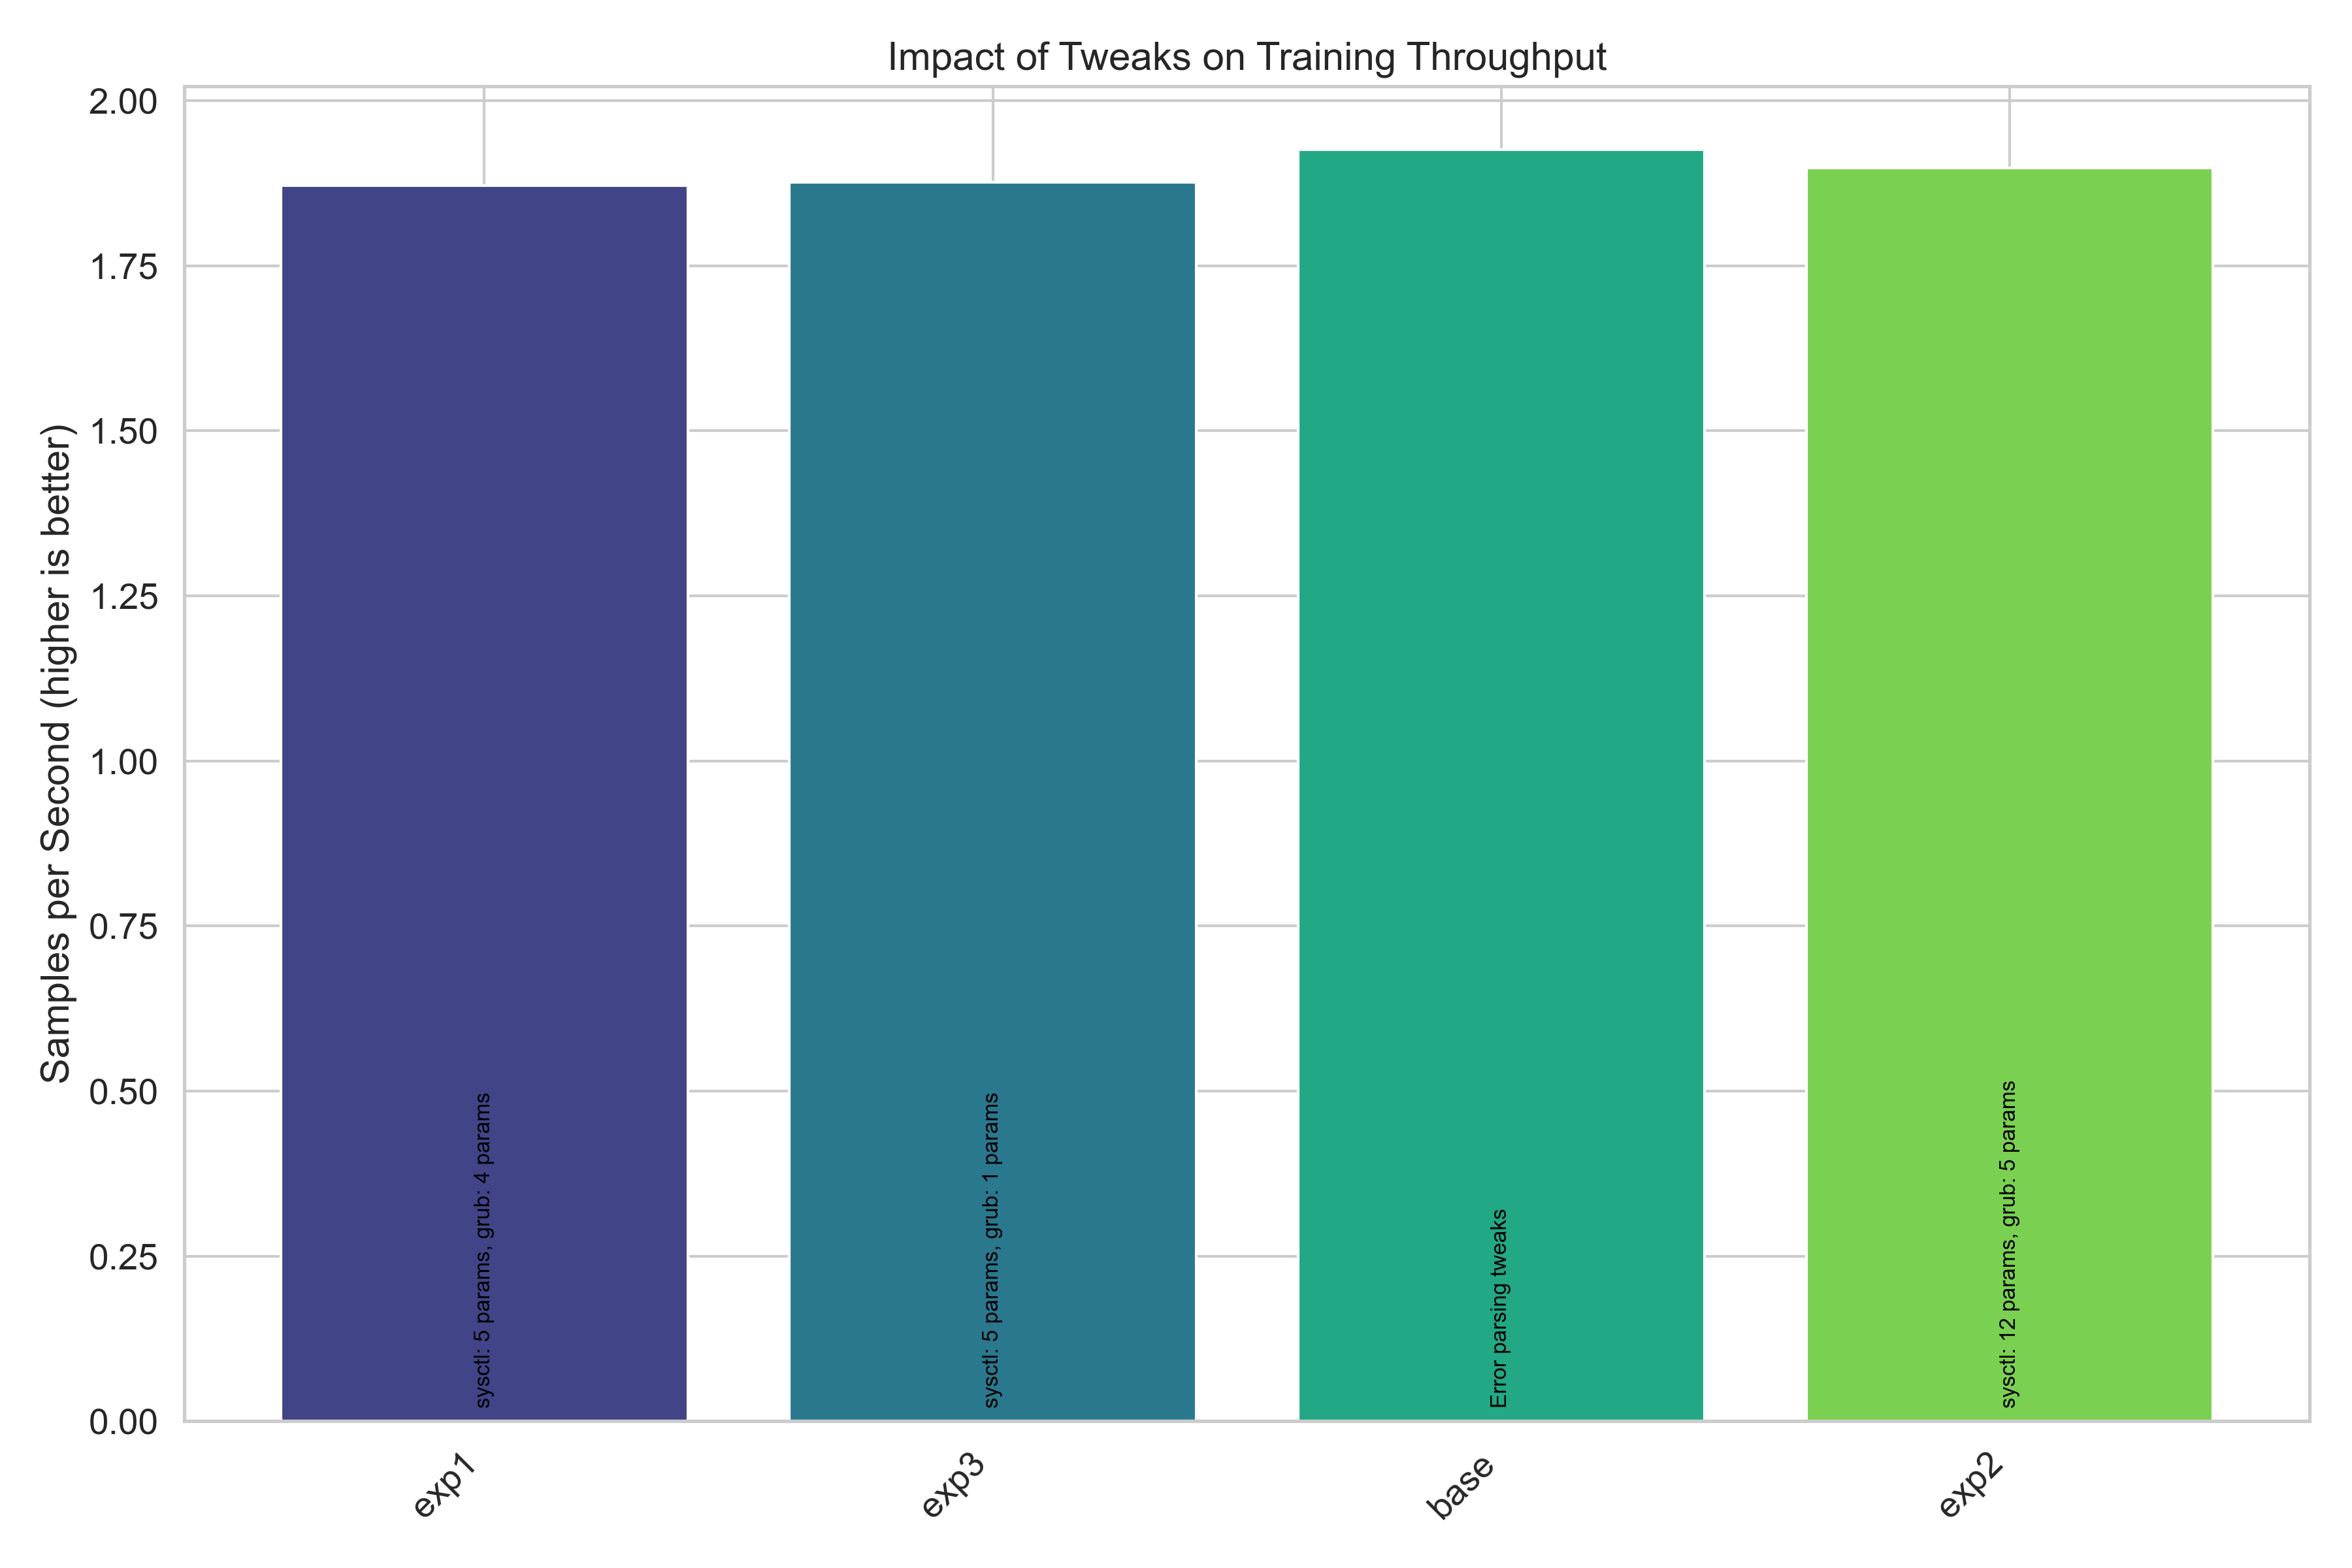 Impact of Tweaks on Training Throughput
Samples per Second (higher is better)
2.00
1.75
1.50
1.25
1.00
0.75
0.50
0.25
0.00
sysctl: 5 params, grub: 4 params
sysctl: 5 params, grub: 1 params
Error parsing tweaks
sysctl: 12 params, grub: 5 params
exp1
exp3
base
exp2